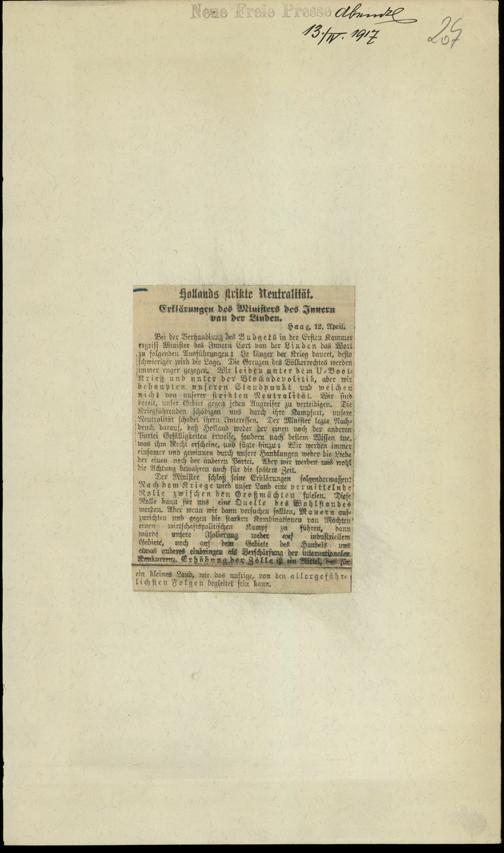 Neue Freie Presse Abendbl
13/IV. 1917
Hollands strikte Neutralität.
Erklärungen des Ministers des Innern
van der Linden.
Haag, 12. April.
Bei der Verhandlung des Budgets in der Ersten Kammer
ergriff Minister des Innern Cort van der Linden das Wort
zu folgenden Ausführungen: Je länger der Krieg dauert, desto
schwieriger wird die Lage. Die Grenzen des Völkerrechtes werden
immer enger gezogen. Wir leiden unter dem U-Boot-
Krieg und unter der Blockadepolitik, aber wir
behaupten unseren Standpunkt und weichen
nicht von unserer strikten Neutralität. Wir sind
bereit, unser Gebiet gegen jeden Angreifer zu verteidigen. Die
Kriegführenden schädigen uns durch ihre Kampfart, unsere
Neutralität schadet ihren Interessen. Der Minister legte Nach-
druck darauf, daß Holland weder der einen noch der anderen
Partei Gefälligkeiten erweise, sondern nach bestem Wissen tue,
was ihm Recht erscheine, und sagte hinzu: Wir werden immer
einsamer und gewinnen durch unsere Handlungen weder die Liebe
der einen noch der anderen Partei. Aber wir werden uns wohl
die Achtung bewahren auch für die spätere Zeit.
Der Minister schloß seine Erklärungen folgendermaßen:
Nach dem Kriege wird unser Land eine vermittelnde
Rolle zwischen den Großmächten spielen. Diese
Rolle kann für uns eine Quelle des Wohlstandes
werden. Aber wenn wir dann versuchen sollten, Mauern auf-
zurichten und gegen die starken Kombinationen von Mächten
einen wirtschaftspolitischen Kampf zu führen, dann
würde unsere Isolierung weder auf industriellem
Gebiete, noch auf dem Gebiete des Handels uns
etwas anderes einbringen als Verschärfung der internationalen
Konkurrenz. Erhöhung der Zölle ist ein Mittel, das für
ein kleines Land, wie das unsrige, von den allergefähr-
lichsten Folgen begleitet sein kann.